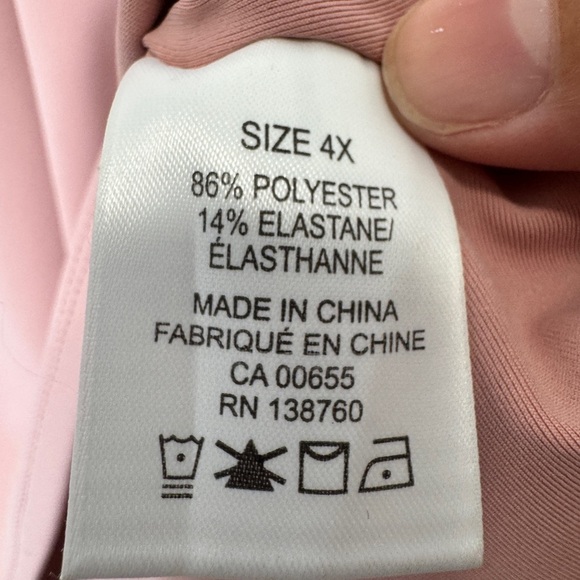 SIZE 4X
86% POLYESTER
14% ELASTANE/
ÉLASTHANNE
MADE IN CHINA
FABRIQUÉ EN CHINE
CA 00655
RN 138760